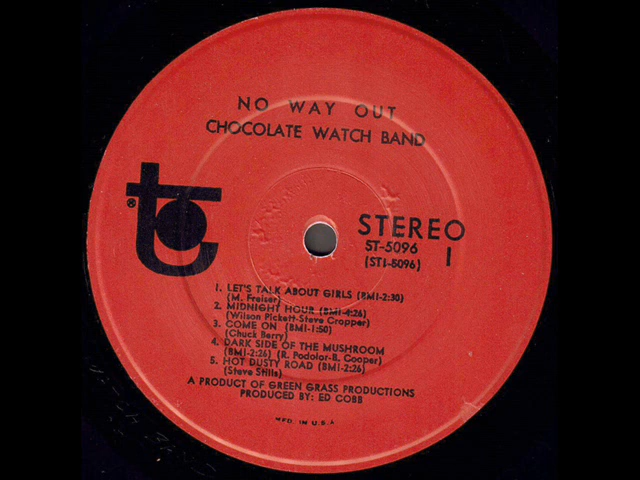 NO WAY OUT
CHOCOLATE WATCH BAND
tc ®
STEREO
ST-5096
(ST1-5096)
1
1. LET'S TALK ABOUT GIRLS (BMI-2:30)
(M. Freiser)
2. MIDNIGHT HOUR (BMI-4:26)
(Wilson Pickett-Steve Cropper)
3. COME ON (BMI-1:50)
(Chuck Berry)
4. DARK SIDE OF THE MUSHROOM
(BMI-2:26) (R. Podolor-B. Cooper)
5. HOT DUSTY ROAD (BMI-2:26)
(Steve Stills)
A PRODUCT OF GREEN GRASS PRODUCTIONS
PRODUCED BY: ED COBB
MFD. IN U.S.A.